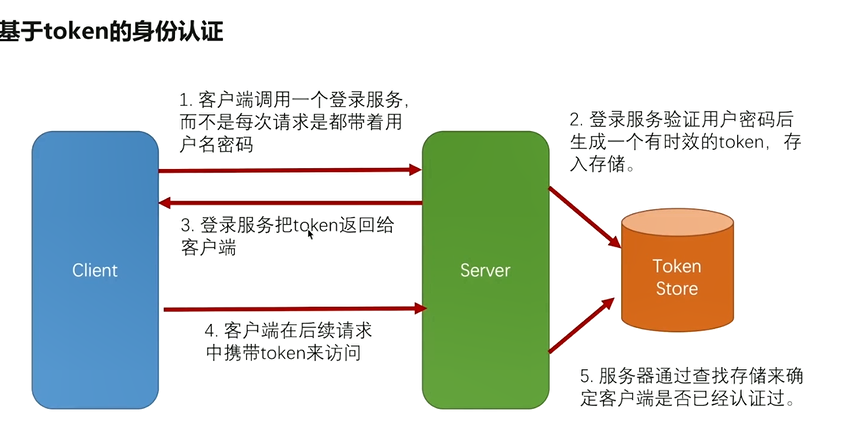 基于token的身份认证
1. 客户端调用一个登录服务，
而不是每次请求是都带着用
户名密码
2. 登录服务验证用户密码后
生成一个有时效的token，存
入存储。
3. 登录服务把token返回给
客户端
Client
Server
Token
Store
4. 客户端在后续请求
中携带token来访问
5. 服务器通过查找存储来确
定客户端是否已经认证过。